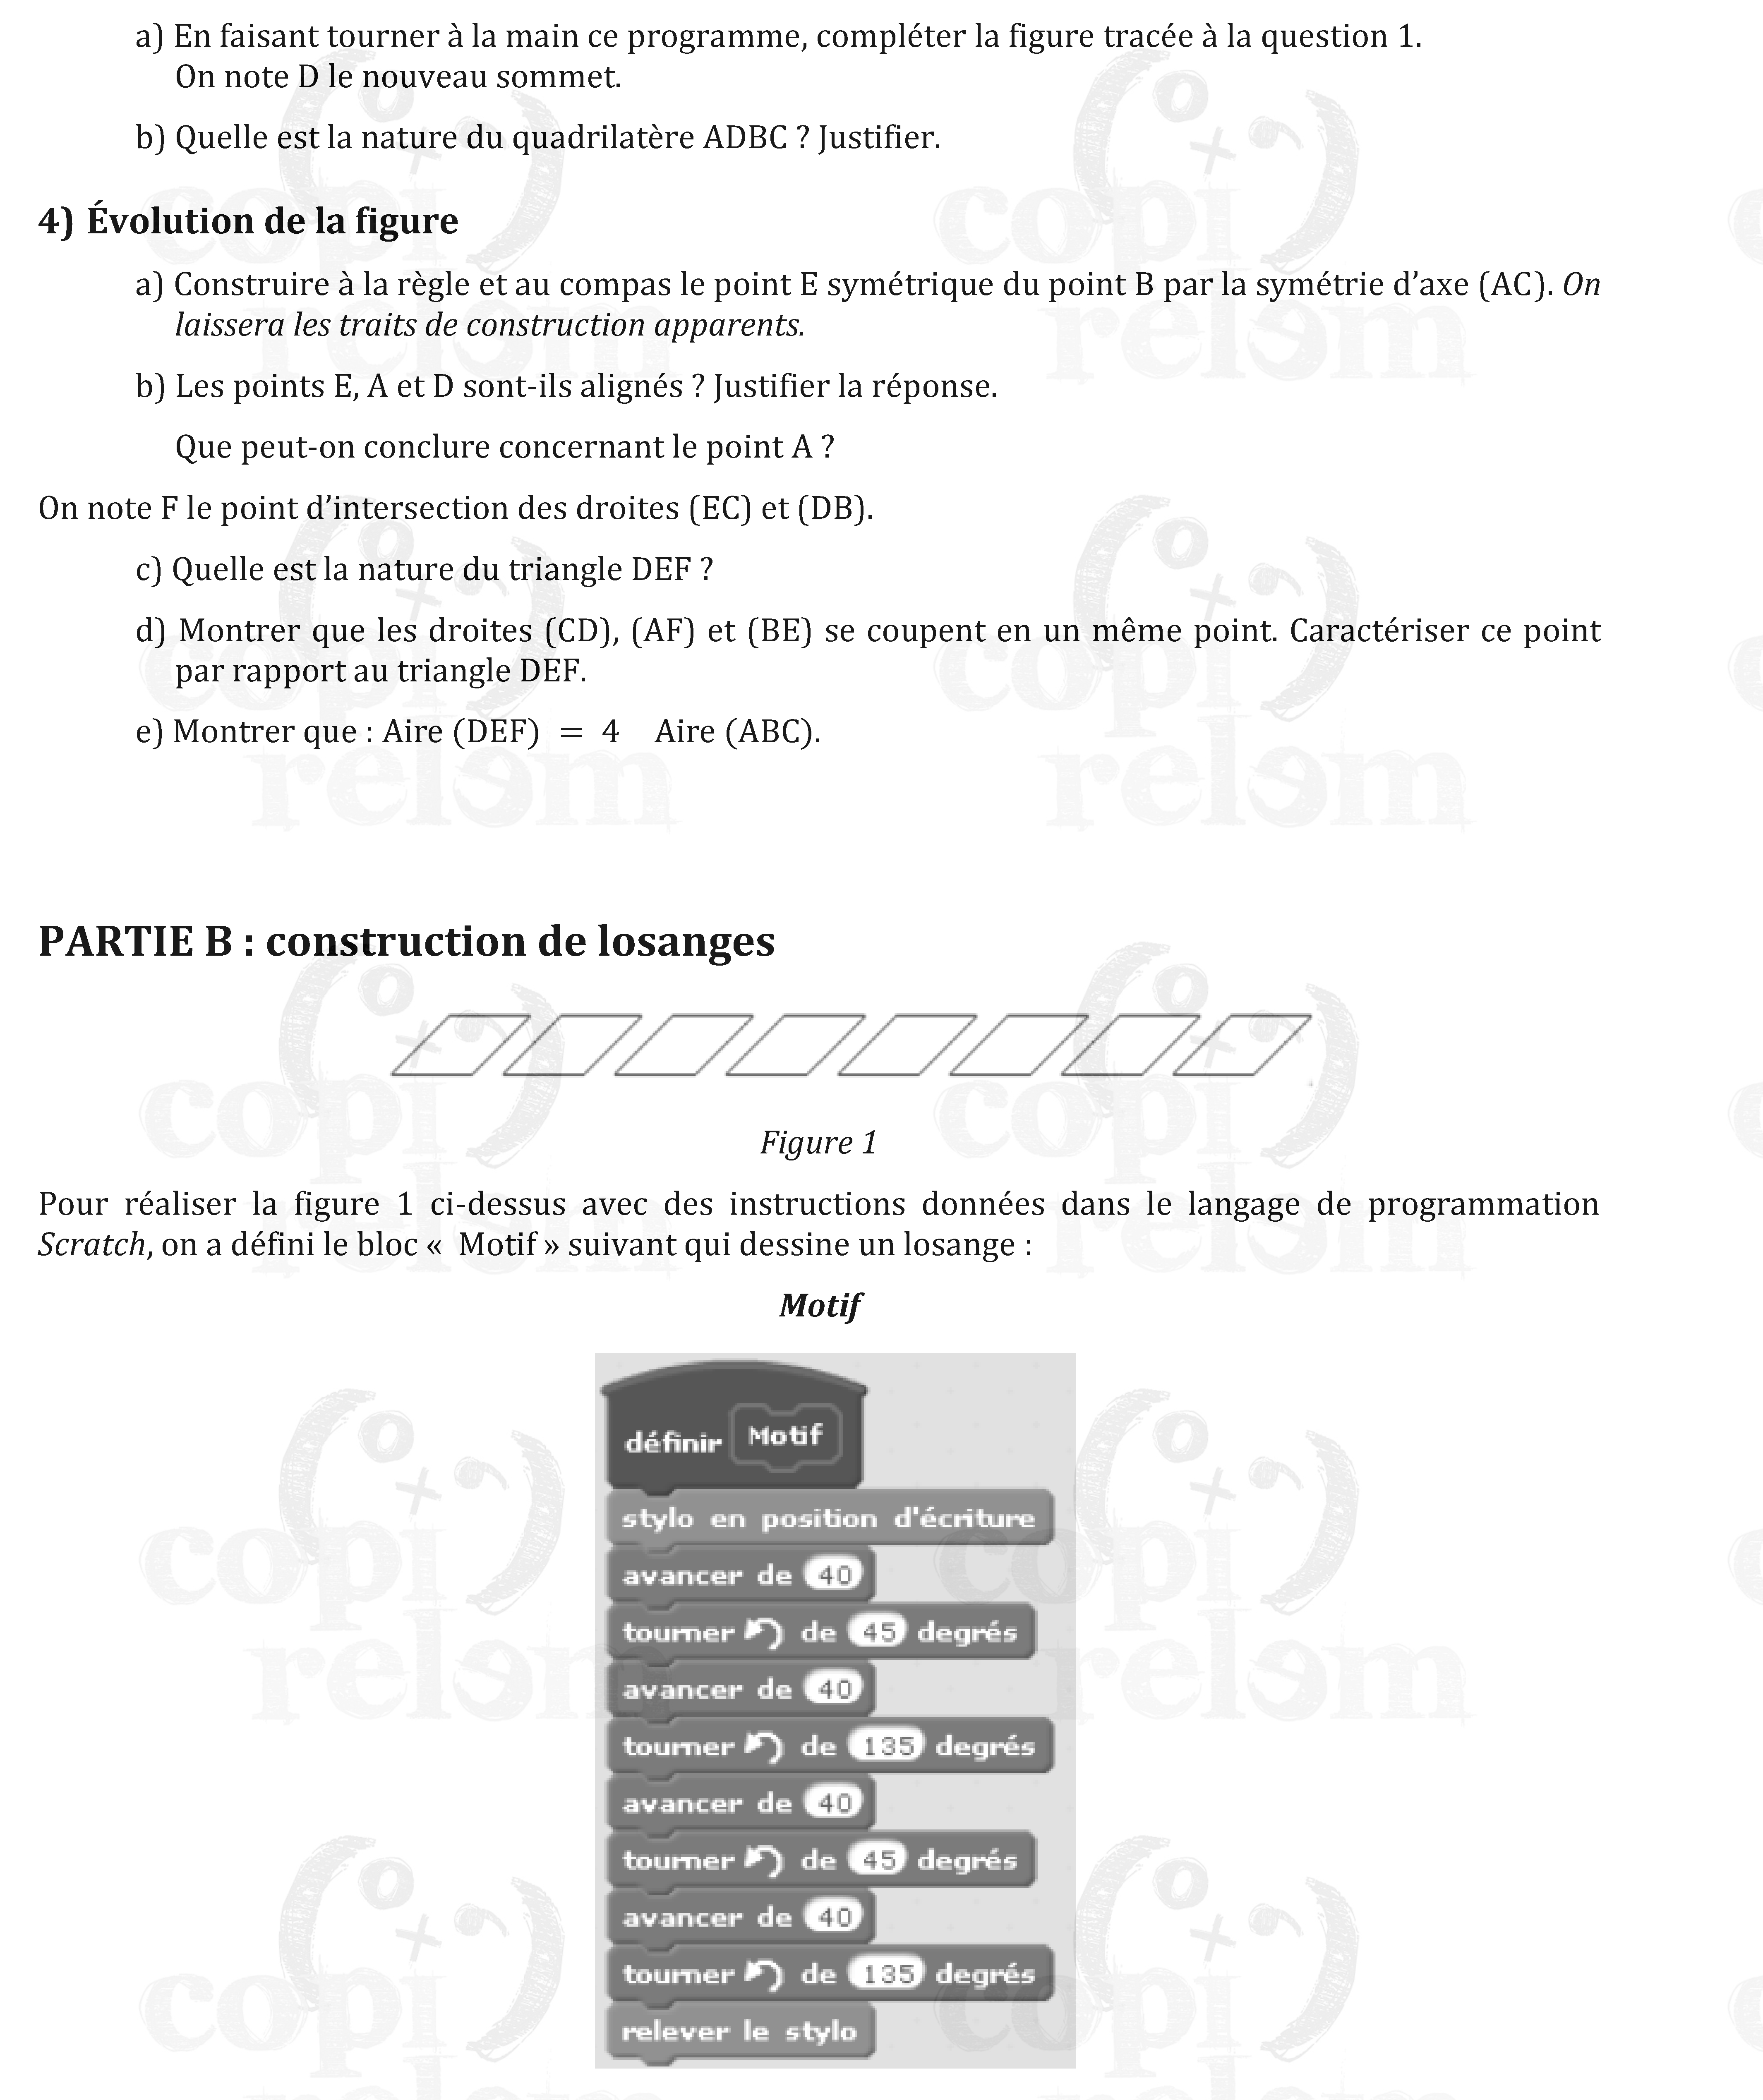 a) En faisant tourner à la main ce programme, compléter la figure tracée à la question 1.
On note D le nouveau sommet.
b) Quelle est la nature du quadrilatère ADBC ? Justifier.
4) Évolution de la figure
a) Construire à la règle et au compas le point E symétrique du point B par la symétrie d'axe (AC). On
laissera les traits de construction apparents.
b) Les points E, A et D sont-ils alignés ? Justifier la réponse.
Que peut-on conclure concernant le point A ?
On note F le point d'intersection des droites (EC) et (DB).
c) Quelle est la nature du triangle DEF ?
d) Montrer que les droites (CD), (AF) et (BE) se coupent en un même point. Caractériser ce point
par rapport au triangle DEF.
e) Montrer que : Aire (DEF) = 4 Aire (ABC).
PARTIE B : construction de losanges
Figure 1
Pour réaliser la figure 1 ci-dessus avec des instructions données dans le langage de programmation
Scratch, on a défini le bloc « Motif » suivant qui dessine un losange :
Motif
définir Motif
stylo en position d'écriture
avancer de 40
tourner de 45 degrés
avancer de 40
tourner de 135 degrés
avancer de 40
tourner de 45 degrés
avancer de 40
tourner de 135 degrés
relever le stylo